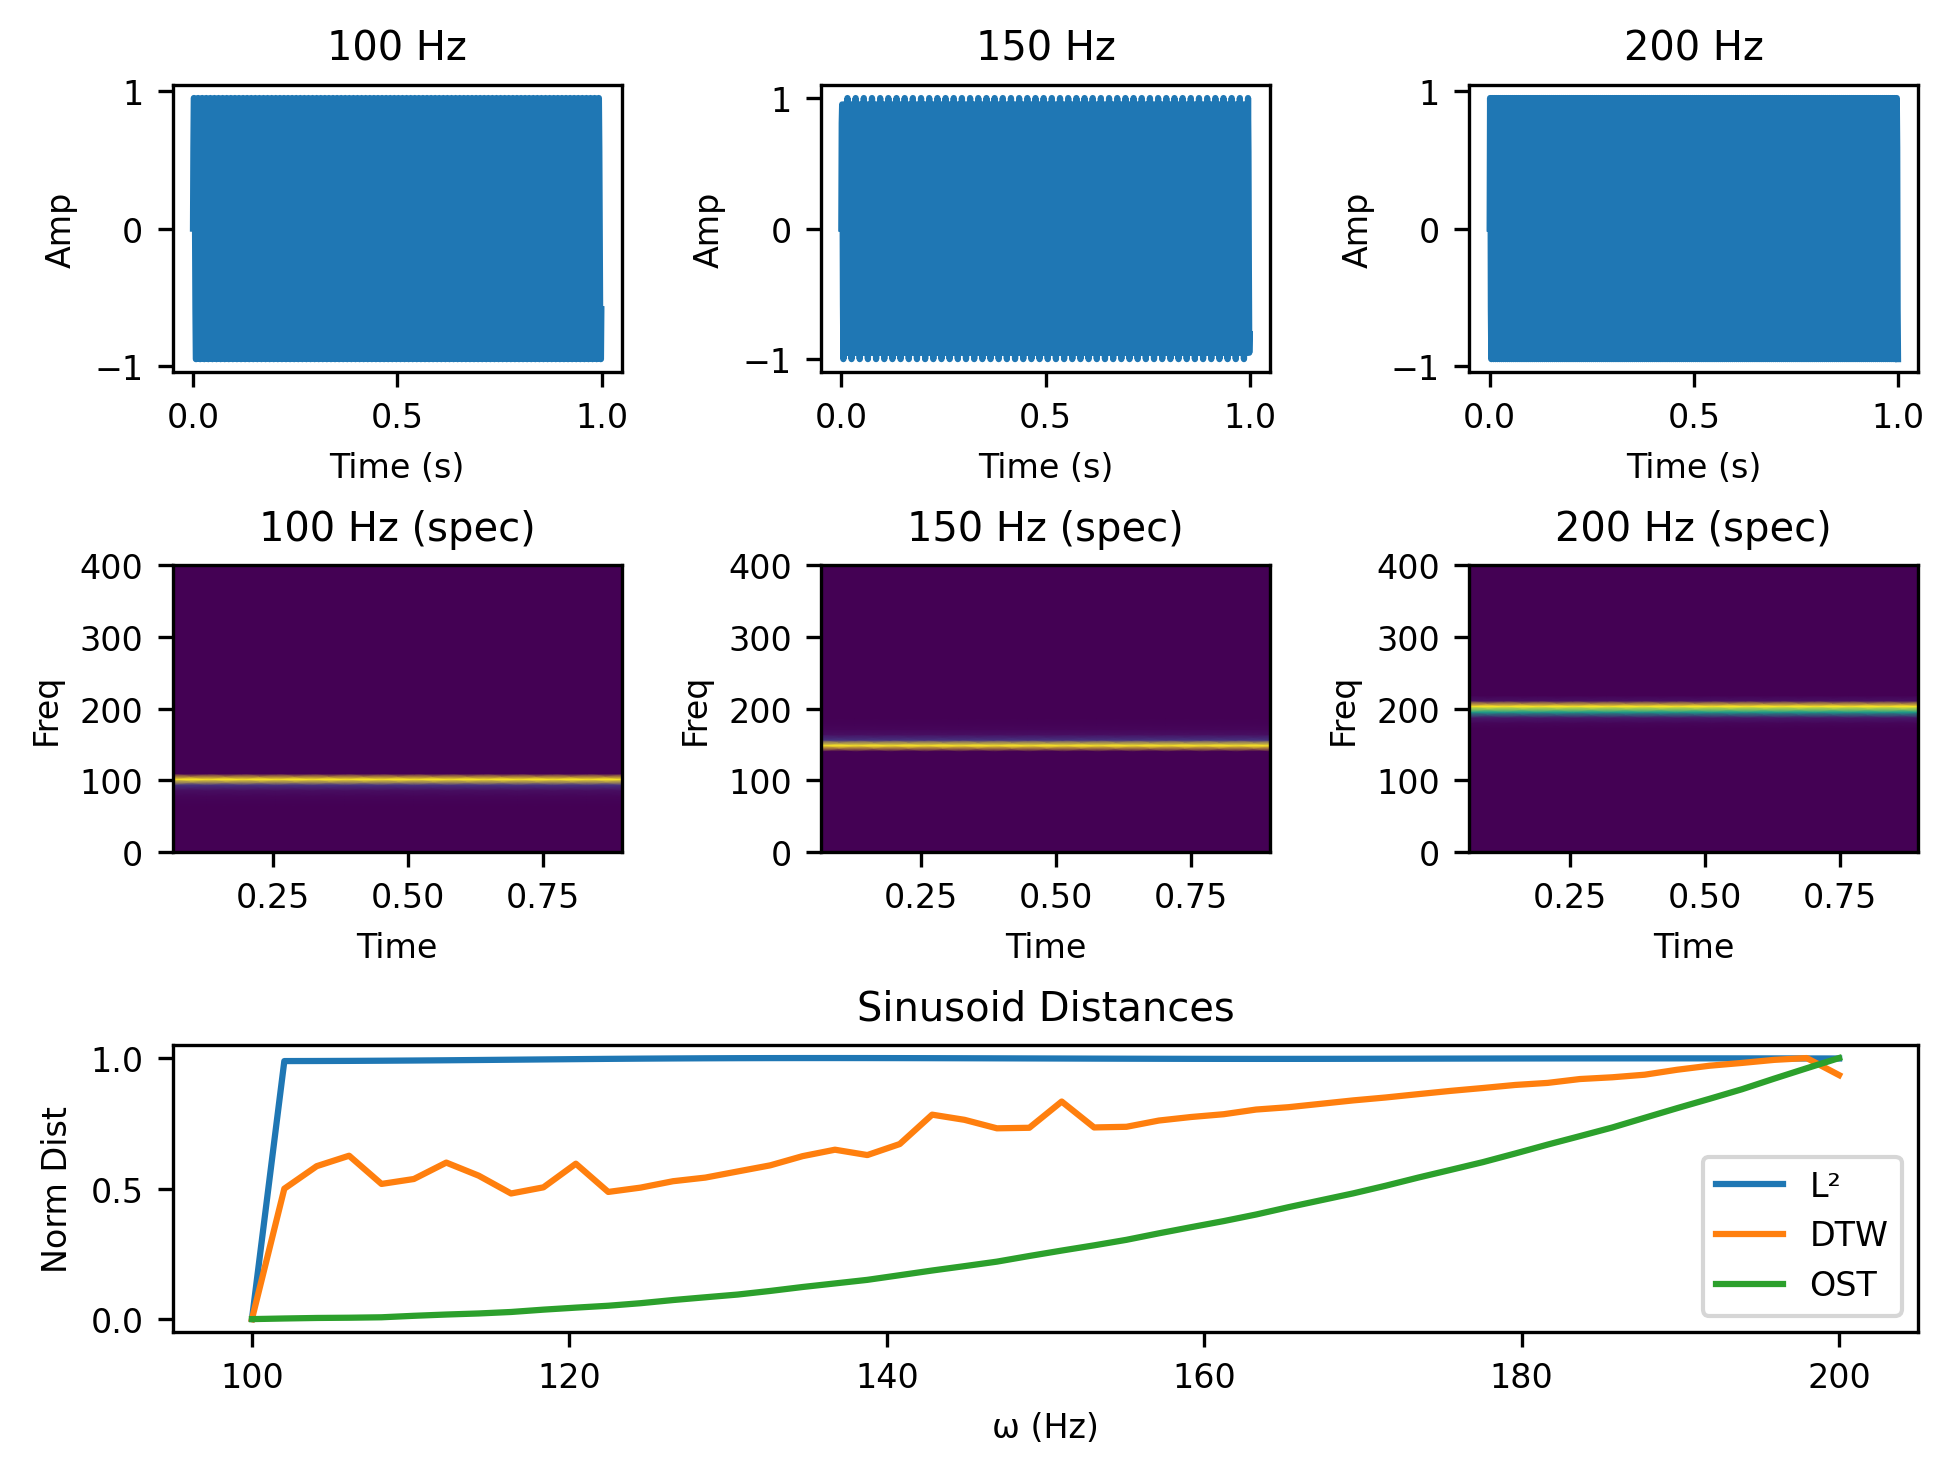 100 Hz
150 Hz
200 Hz
1
0
−1
Amp
0.0 0.5 1.0
Time (s)
1
0
−1
Amp
0.0 0.5 1.0
Time (s)
1
0
−1
Amp
0.0 0.5 1.0
Time (s)
100 Hz (spec)
150 Hz (spec)
200 Hz (spec)
400
300
200
100
0
Freq
0.25 0.50 0.75
Time
400
300
200
100
0
Freq
0.25 0.50 0.75
Time
400
300
200
100
0
Freq
0.25 0.50 0.75
Time
Sinusoid Distances
1.0
0.5
0.0
Norm Dist
L²
DTW
OST
100 120 140 160 180 200
ω (Hz)